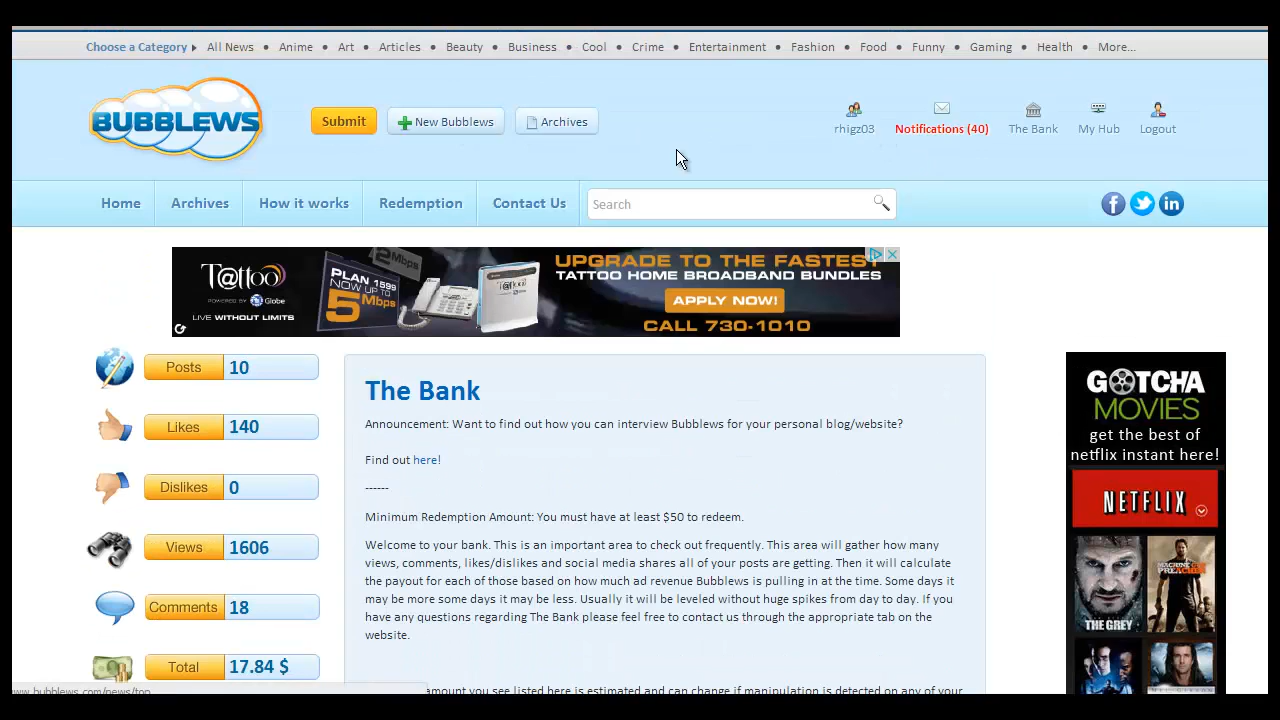 Choose a Category All News • Anime • Art • Articles • Beauty • Business • Cool • Crime • Entertainment • Fashion • Food • Funny • Gaming • Health • More...
BUBBLEWS
Submit New Bubblews Archives
rhigz03 Notifications (40) The Bank My Hub Logout
Home Archives How it works Redemption Contact Us Search
T@ttoo
POWERED BY Globe
LIVE WITHOUT LIMITS
2Mbps
PLAN 1599
NOW UP TO
5Mbps
UPGRADE TO THE FASTEST
TATTOO HOME BROADBAND BUNDLES
APPLY NOW!
CALL 730-1010
Posts 10
Likes 140
Dislikes 0
Views 1606
Comments 18
Total 17.84 $
The Bank
Announcement: Want to find out how you can interview Bubblews for your personal blog/website?
Find out here!
------
Minimum Redemption Amount: You must have at least $50 to redeem.
Welcome to your bank. This is an important area to check out frequently. This area will gather how many
views, comments, likes/dislikes and social media shares all of your posts are getting. Then it will calculate
the payout for each of those based on how much ad revenue Bubblews is pulling in at the time. Some days it
may be more some days it may be less. Usually it will be leveled without huge spikes from day to day. If you
have any questions regarding The Bank please feel free to contact us through the appropriate tab on the
website.
amount you see listed here is estimated and can change if manipulation is detected on any of your
GOTCHA
MOVIES
get the best of
netflix instant here!
NETFLIX
THE GREY
MACHINE GUN
PREACHER
www.bubblews.com/news/top